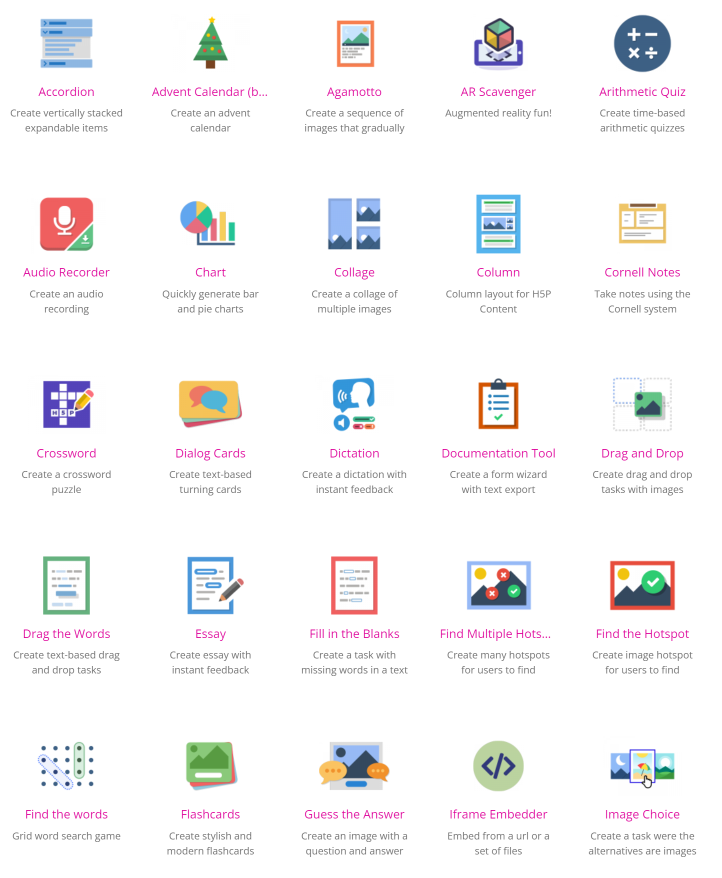 Accordion
Create vertically stacked
expandable items
Advent Calendar (b...
Create an advent
calendar
Agamotto
Create a sequence of
images that gradually
AR Scavenger
Augmented reality fun!
Arithmetic Quiz
Create time-based
arithmetic quizzes
Audio Recorder
Create an audio
recording
Chart
Quickly generate bar
and pie charts
Collage
Create a collage of
multiple images
Column
Column layout for H5P
Content
Cornell Notes
Take notes using the
Cornell system
H5P
Crossword
Create a crossword
puzzle
Dialog Cards
Create text-based
turning cards
Dictation
Create a dictation with
instant feedback
Documentation Tool
Create a form wizard
with text export
Drag and Drop
Create drag and drop
tasks with images
Drag the Words
Create text-based drag
and drop tasks
Essay
Create essay with
instant feedback
Fill in the Blanks
Create a task with
missing words in a text
Find Multiple Hots...
Create many hotspots
for users to find
Find the Hotspot
Create image hotspot
for users to find
Find the words
Grid word search game
Flashcards
Create stylish and
modern flashcards
Guess the Answer
Create an image with a
question and answer
Iframe Embedder
Embed from a url or a
set of files
Image Choice
Create a task were the
alternatives are images